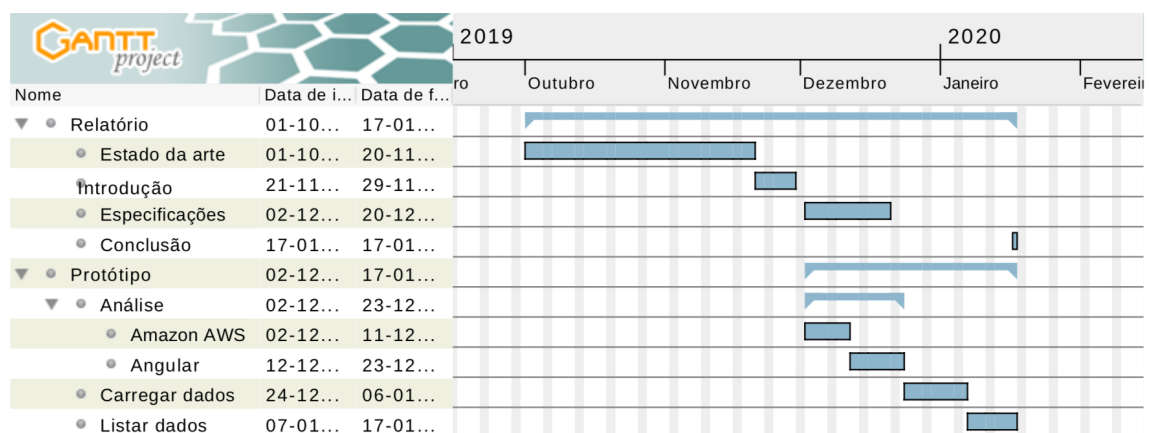 GANTT
project
2019
2020
ro
Outubro
Novembro
Dezembro
Janeiro
Feverei
Nome Data de i... Data de f...
Relatório 01-10... 17-01...
Estado da arte 01-10... 20-11...
Introdução 21-11... 29-11...
Especificações 02-12... 20-12...
Conclusão 17-01... 17-01...
Protótipo 02-12... 17-01...
Análise 02-12... 23-12...
Amazon AWS 02-12... 11-12...
Angular 12-12... 23-12...
Carregar dados 24-12... 06-01...
Listar dados 07-01... 17-01...